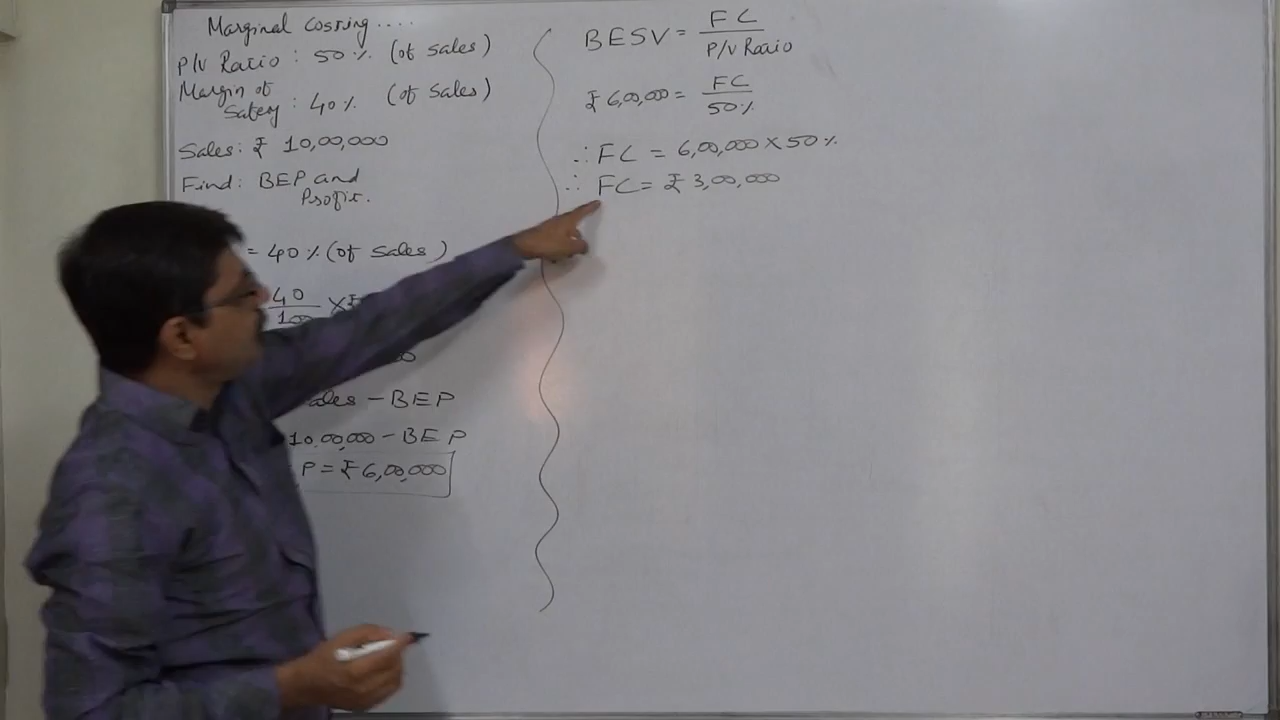 Marginal Costing ....
P/V Ratio : 50% (of sales)
Margin of
Safety : 40% (of Sales)
Sales: ₹ 10,00,000
Find: BEP and
Profit.
= 40% (of Sales)
40
100 × ₹
ales - BEP
10,00,000 - BEP
P = ₹ 6,00,000
BESV = FC
P/V Ratio
₹ 6,00,000 = FC
50%
∴ FC = 6,00,000 × 50%
∴ FC = ₹ 3,00,000